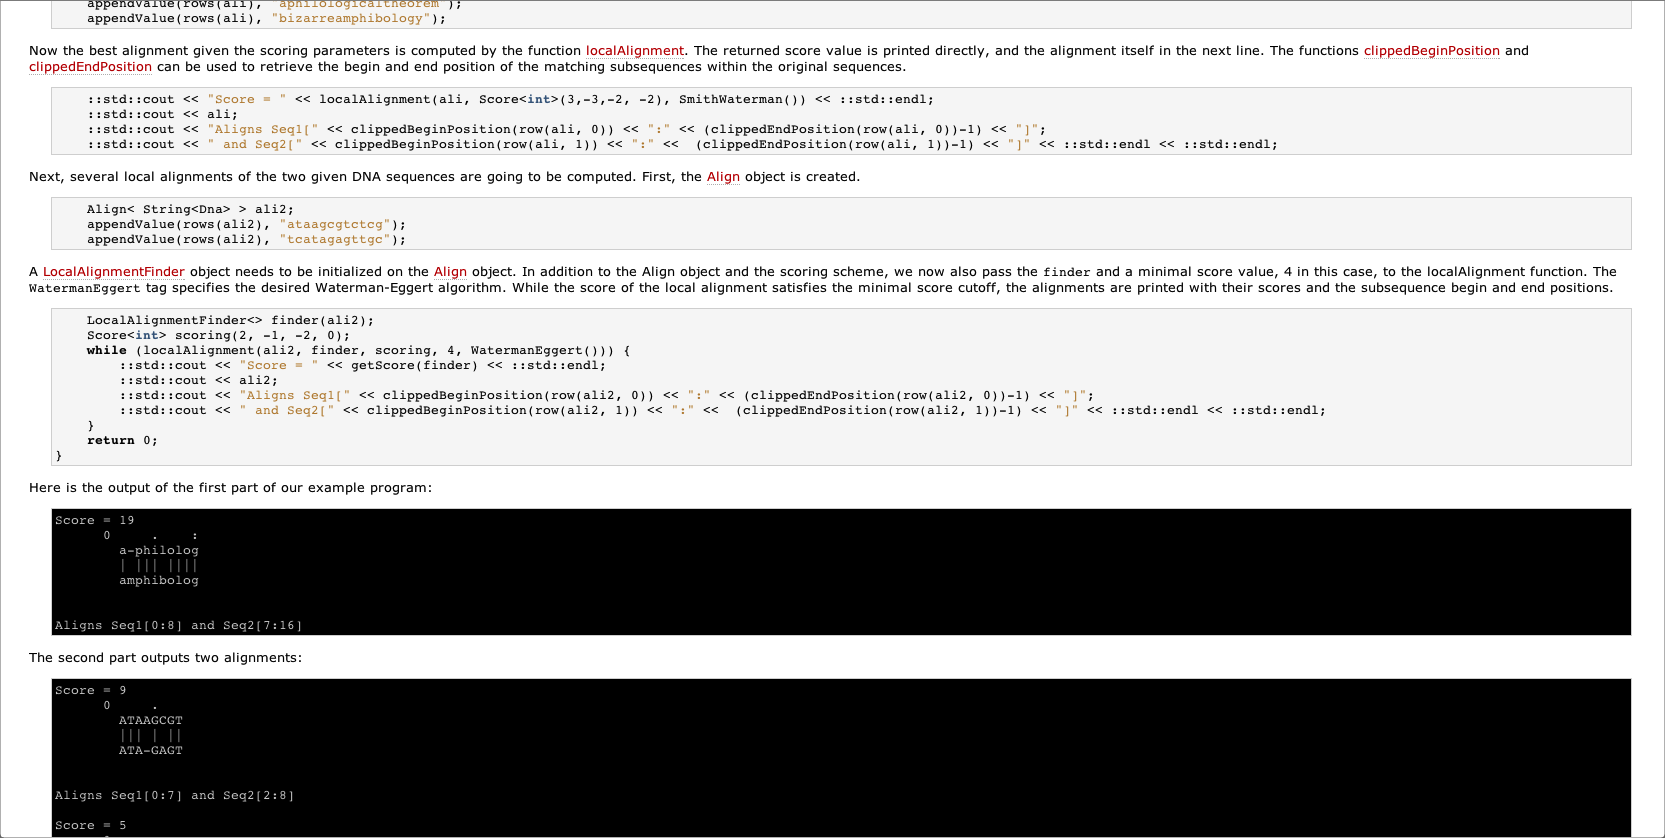 appendValue(rows(ali), "aphilologicaltheorem");
appendValue(rows(ali), "bizarreamphibology");
Now the best alignment given the scoring parameters is computed by the function localAlignment. The returned score value is printed directly, and the alignment itself in the next line. The functions clippedBeginPosition and
clippedEndPosition can be used to retrieve the begin and end position of the matching subsequences within the original sequences.
::std::cout << "Score = " << localAlignment(ali, Score<int>(3,-3,-2, -2), SmithWaterman()) << ::std::endl;
::std::cout << ali;
::std::cout << "Aligns Seq1[" << clippedBeginPosition(row(ali, 0)) << ":" << (clippedEndPosition(row(ali, 0))-1) << "]";
::std::cout << " and Seq2[" << clippedBeginPosition(row(ali, 1)) << ":" <<  (clippedEndPosition(row(ali, 1))-1) << "]" << ::std::endl << ::std::endl;
Next, several local alignments of the two given DNA sequences are going to be computed. First, the Align object is created.
Align< String<Dna> > ali2;
appendValue(rows(ali2), "ataagcgtctcg");
appendValue(rows(ali2), "tcatagagttgc");
A LocalAlignmentFinder object needs to be initialized on the Align object. In addition to the Align object and the scoring scheme, we now also pass the finder and a minimal score value, 4 in this case, to the localAlignment function. The
WatermanEggert tag specifies the desired Waterman-Eggert algorithm. While the score of the local alignment satisfies the minimal score cutoff, the alignments are printed with their scores and the subsequence begin and end positions.
LocalAlignmentFinder<> finder(ali2);
Score<int> scoring(2, -1, -2, 0);
while (localAlignment(ali2, finder, scoring, 4, WatermanEggert())) {
::std::cout << "Score = " << getScore(finder) << ::std::endl;
::std::cout << ali2;
::std::cout << "Aligns Seq1[" << clippedBeginPosition(row(ali2, 0)) << ":" << (clippedEndPosition(row(ali2, 0))-1) << "]";
::std::cout << " and Seq2[" << clippedBeginPosition(row(ali2, 1)) << ":" <<  (clippedEndPosition(row(ali2, 1))-1) << "]" << ::std::endl << ::std::endl;
}
return 0;
}
Here is the output of the first part of our example program:
Score = 19
0     .    :
a-philolog
| ||| ||||
amphibolog
Aligns Seq1[0:8] and Seq2[7:16]
The second part outputs two alignments:
Score = 9
0     .
ATAAGCGT
||| | ||
ATA-GAGT
Aligns Seq1[0:7] and Seq2[2:8]
Score = 5